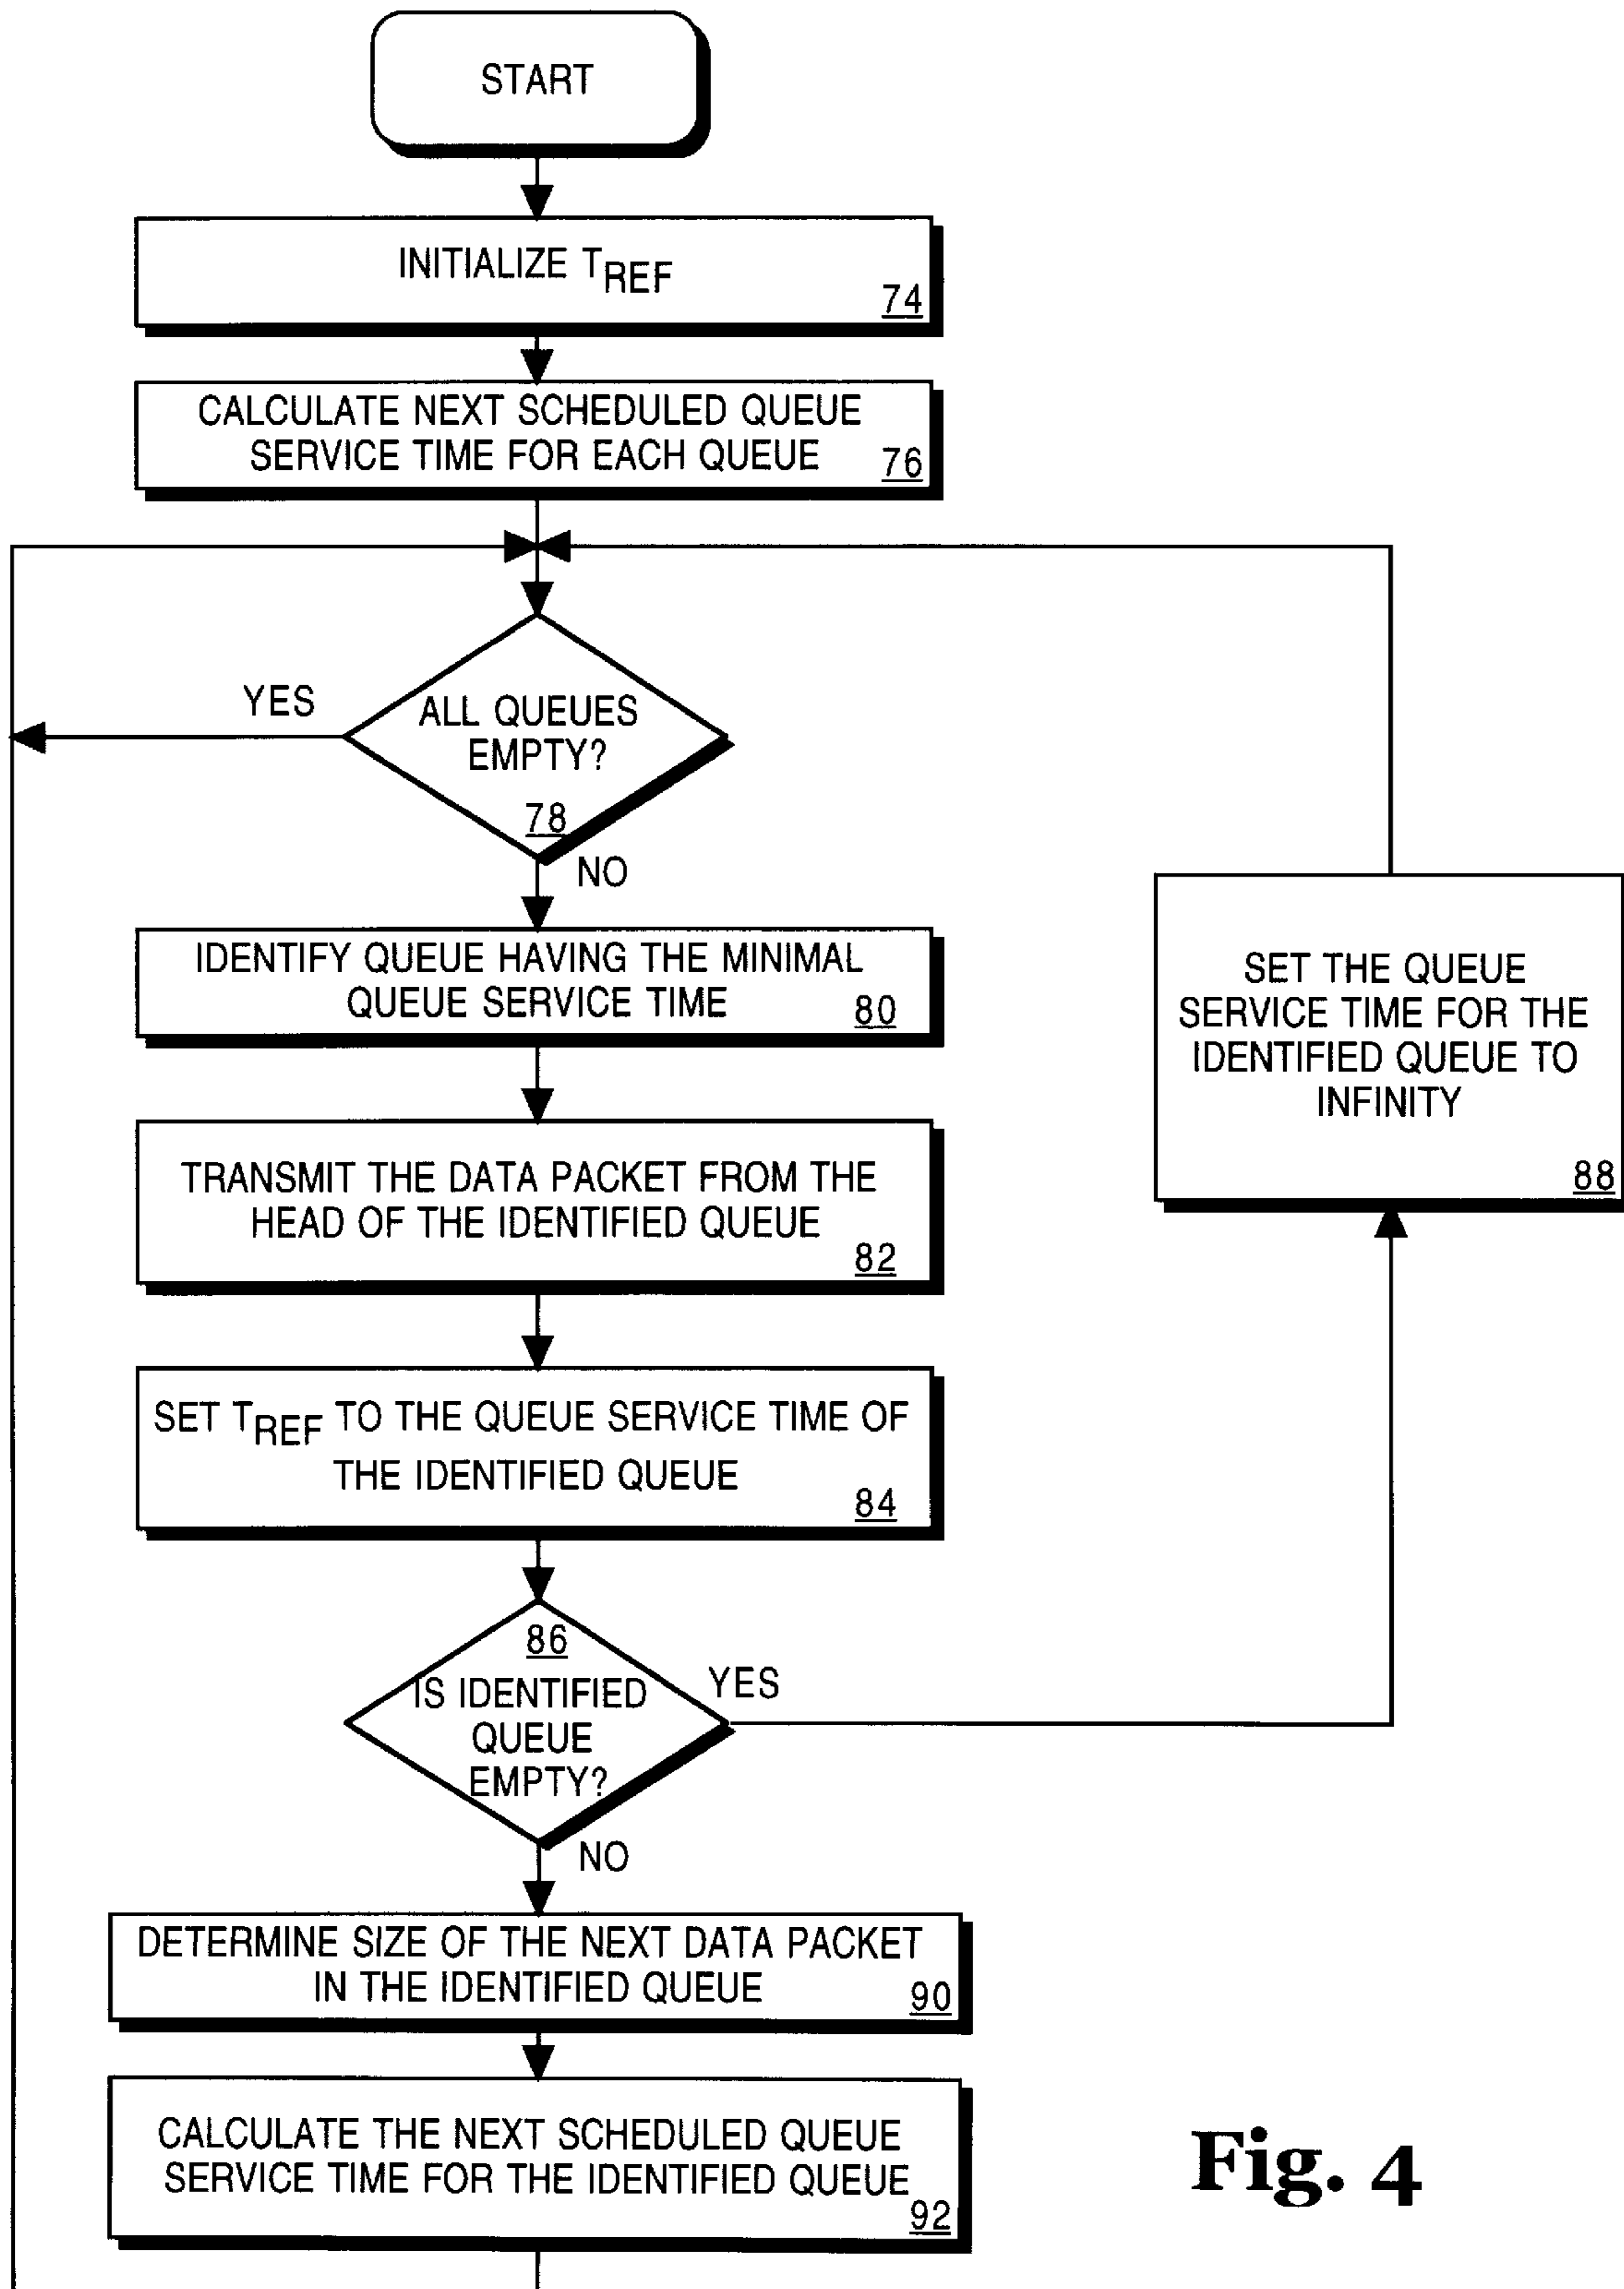 START
INITIALIZE TREF
74
CALCULATE NEXT SCHEDULED QUEUE
SERVICE TIME FOR EACH QUEUE
76
YES
ALL QUEUES
EMPTY?
78
NO
IDENTIFY QUEUE HAVING THE MINIMAL
QUEUE SERVICE TIME
80
SET THE QUEUE
SERVICE TIME FOR THE
IDENTIFIED QUEUE TO
INFINITY
88
TRANSMIT THE DATA PACKET FROM THE
HEAD OF THE IDENTIFIED QUEUE
82
SET TREF TO THE QUEUE SERVICE TIME OF
THE IDENTIFIED QUEUE
84
86
IS IDENTIFIED
QUEUE
EMPTY?
YES
NO
DETERMINE SIZE OF THE NEXT DATA PACKET
IN THE IDENTIFIED QUEUE
90
CALCULATE THE NEXT SCHEDULED QUEUE
SERVICE TIME FOR THE IDENTIFIED QUEUE
92
Fig. 4